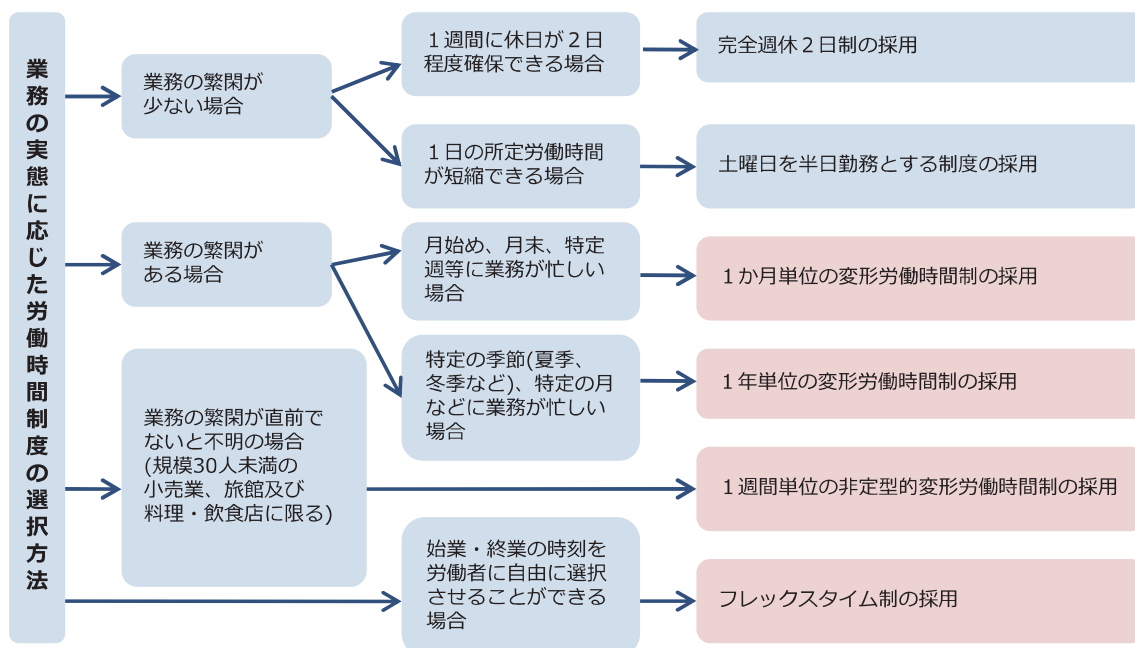 業務の実態に応じた労働時間制度の選択方法
業務の繁閑が
少ない場合
１週間に休日が２日
程度確保できる場合
完全週休２日制の採用
１日の所定労働時間
が短縮できる場合
土曜日を半日勤務とする制度の採用
業務の繁閑が
ある場合
月始め、月末、特定
週等に業務が忙しい
場合
１か月単位の変形労働時間制の採用
特定の季節(夏季、
冬季など)、特定の月
などに業務が忙しい
場合
１年単位の変形労働時間制の採用
業務の繁閑が直前で
ないと不明の場合
(規模30人未満の
小売業、旅館及び
料理・飲食店に限る)
１週間単位の非定型的変形労働時間制の採用
始業・終業の時刻を
労働者に自由に選択
させることができる
場合
フレックスタイム制の採用